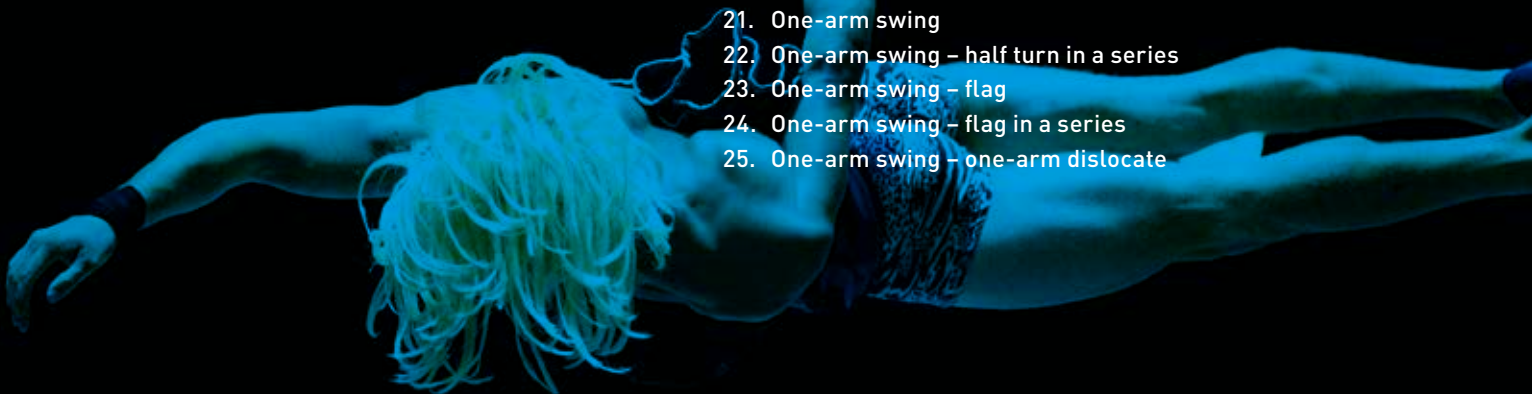 21. One-arm swing
22. One-arm swing – half turn in a series
23. One-arm swing – flag
24. One-arm swing – flag in a series
25. One-arm swing – one-arm dislocate